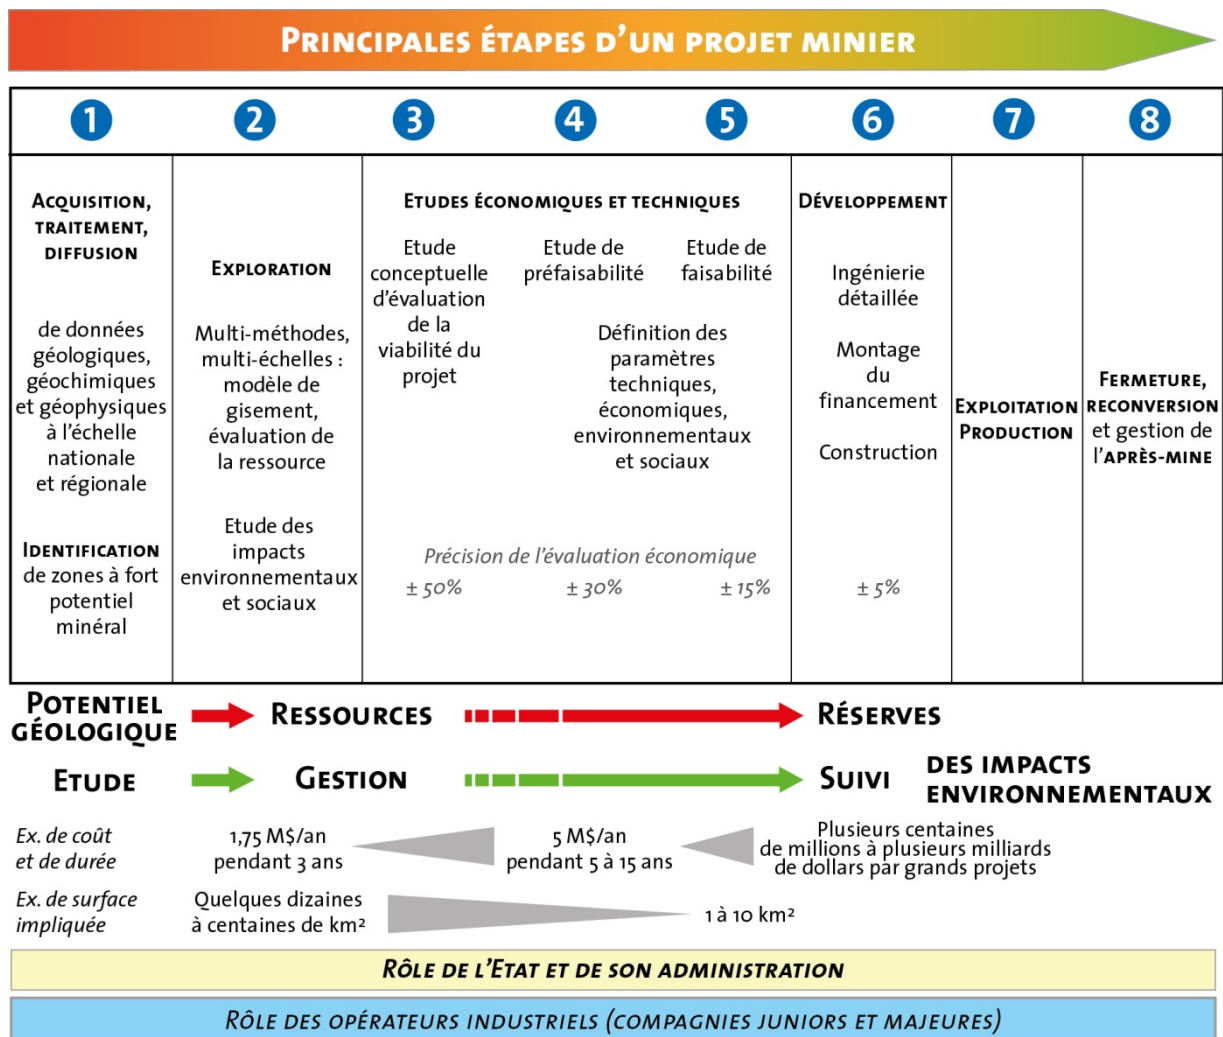 PRINCIPALES ÉTAPES D'UN PROJET MINIER
1
2
3
4
5
6
7
8
ACQUISITION,
TRAITEMENT,
DIFFUSION
de données
géologiques,
géochimiques
et géophysiques
à l'échelle
nationale
et régionale
IDENTIFICATION
de zones à fort
potentiel
minéral
EXPLORATION
Multi-méthodes,
multi-échelles :
modèle de
gisement,
évaluation de
la ressource
Etude des
impacts
environnementaux
et sociaux
ETUDES ÉCONOMIQUES ET TECHNIQUES
Etude
conceptuelle
d'évaluation
de la
viabilité du
projet
Etude de
préfaisabilité
Etude de
faisabilité
Définition des
paramètres
techniques,
économiques,
environnementaux
et sociaux
Précision de l'évaluation économique
± 50%
± 30%
± 15%
DÉVELOPPEMENT
Ingénierie
détaillée
Montage
du
financement
Construction
± 5%
EXPLOITATION
PRODUCTION
FERMETURE,
RECONVERSION
et gestion de
l'APRÈS-MINE
POTENTIEL
GÉOLOGIQUE
RESSOURCES
RÉSERVES
ETUDE
GESTION
SUIVI
DES IMPACTS
ENVIRONNEMENTAUX
Ex. de coût
et de durée
1,75 M$/an
pendant 3 ans
5 M$/an
pendant 5 à 15 ans
Plusieurs centaines
de millions à plusieurs milliards
de dollars par grands projets
Ex. de surface
impliquée
Quelques dizaines
à centaines de km²
1 à 10 km²
RÔLE DE L'ETAT ET DE SON ADMINISTRATION
RÔLE DES OPÉRATEURS INDUSTRIELS (COMPAGNIES JUNIORS ET MAJEURES)